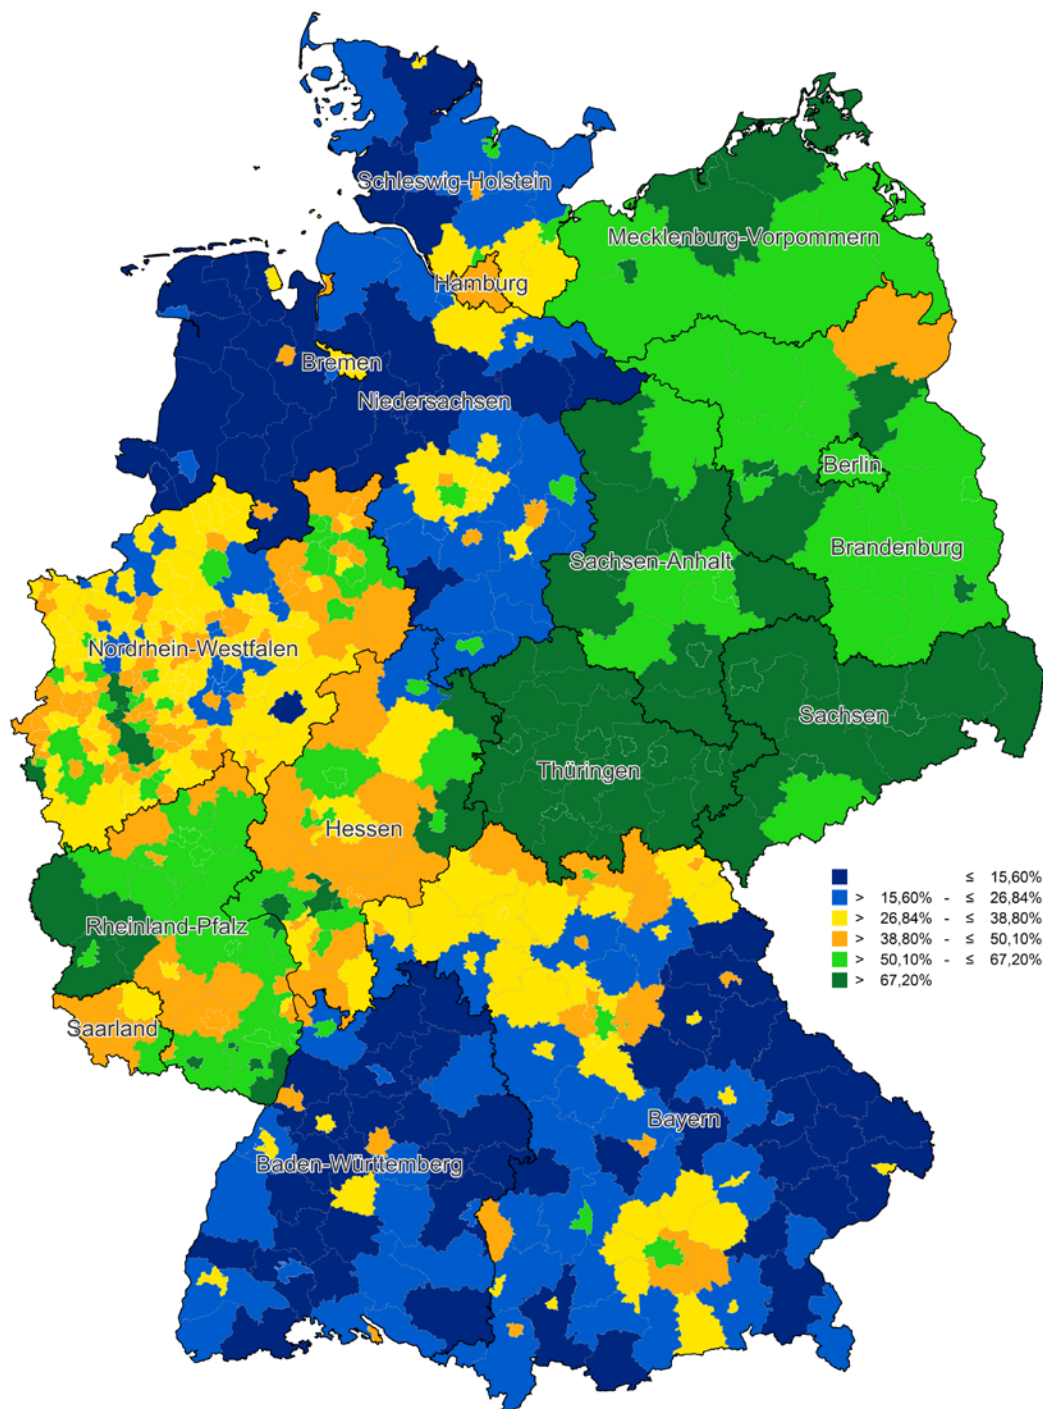 Schleswig-Holstein
Mecklenburg-Vorpommern
Hamburg
Bremen
Niedersachsen
Berlin
Sachsen-Anhalt
Brandenburg
Nordrhein-Westfalen
Sachsen
Thüringen
Hessen
Rheinland-Pfalz
Saarland
Bayern
Baden-Württemberg
≤ 15,60%
> 15,60% - ≤ 26,84%
> 26,84% - ≤ 38,80%
> 38,80% - ≤ 50,10%
> 50,10% - ≤ 67,20%
> 67,20%